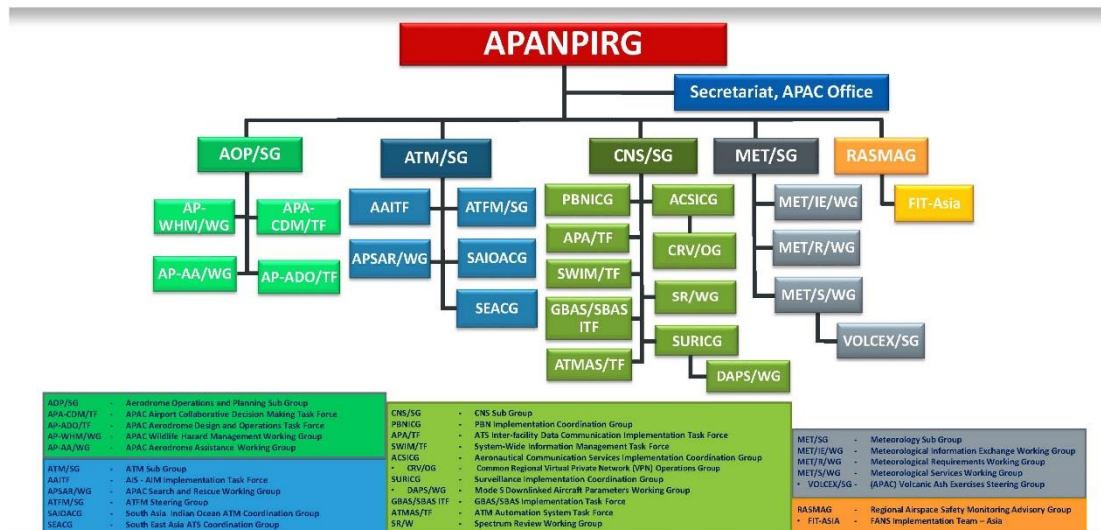 APANPIRG
Secretariat, APAC Office
AOP/SG
ATM/SG
CNS/SG
MET/SG
RASMAG
AP-
WHM/WG
APA-
CDM/TF
AP-AA/WG
AP-ADO/TF
AAITF
ATFM/SG
APSAR/WG
SAIOACG
SEACG
PBNICG
ACSICG
APA/TF
CRV/OG
SWIM/TF
SR/WG
GBAS/SBAS
ITF
SURICG
ATMAS/TF
DAPS/WG
MET/IE/WG
MET/R/WG
MET/S/WG
VOLCEX/SG
FIT-Asia
AOP/SG - Aerodrome Operations and Planning Sub Group
APA-CDM/TF - APAC Airport Collaborative Decision Making Task Force
AP-ADO/TF - APAC Aerodrome Design and Operations Task Force
AP-WHM/WG - APAC Wildlife Hazard Management Working Group
AP-AA/WG - APAC Aerodrome Assistance Working Group
ATM/SG - ATM Sub Group
AAITF - AIS - AIM Implementation Task Force
APSAR/WG - APAC Search and Rescue Working Group
ATFM/SG - ATFM Steering Group
SAIOACG - South Asia Indian Ocean ATM Coordination Group
SEACG - South East Asia ATS Coordination Group
CNS/SG - CNS Sub Group
PBNICG - PBN Implementation Coordination Group
APA/TF - ATS Inter-facility Data Communication Implementation Task Force
SWIM/TF - System-Wide Information Management Task Force
ACSICG - Aeronautical Communication Services Implementation Coordination Group
• CRV/OG - Common Regional Virtual Private Network (VPN) Operations Group
SURICG - Surveillance Implementation Coordination Group
• DAPS/WG - Mode S Downlinked Aircraft Parameters Working Group
GBAS/SBAS ITF - GBAS/SBAS Implementation Task Force
ATMAS/TF - ATM Automation System Task Force
SR/W - Spectrum Review Working Group
MET/SG - Meteorology Sub Group
MET/IE/WG - Meteorological Information Exchange Working Group
MET/R/WG - Meteorological Requirements Working Group
MET/S/WG - Meteorological Services Working Group
• VOLCEX/SG - (APAC) Volcanic Ash Exercises Steering Group
RASMAG - Regional Airspace Safety Monitoring Advisory Group
• FIT-ASIA - FANS Implementation Team – Asia